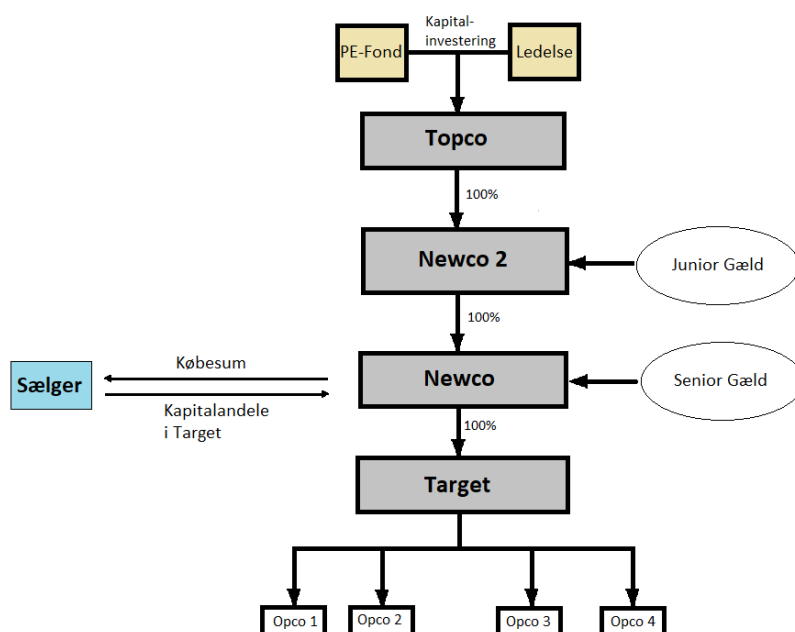 Kapital-
investering
PE-Fond
Ledelse
Topco
100%
Newco 2
Junior Gæld
100%
Købesum
Sælger
Newco
Senior Gæld
Kapitalandele
i Target
100%
Target
Opco 1
Opco 2
Opco 3
Opco 4